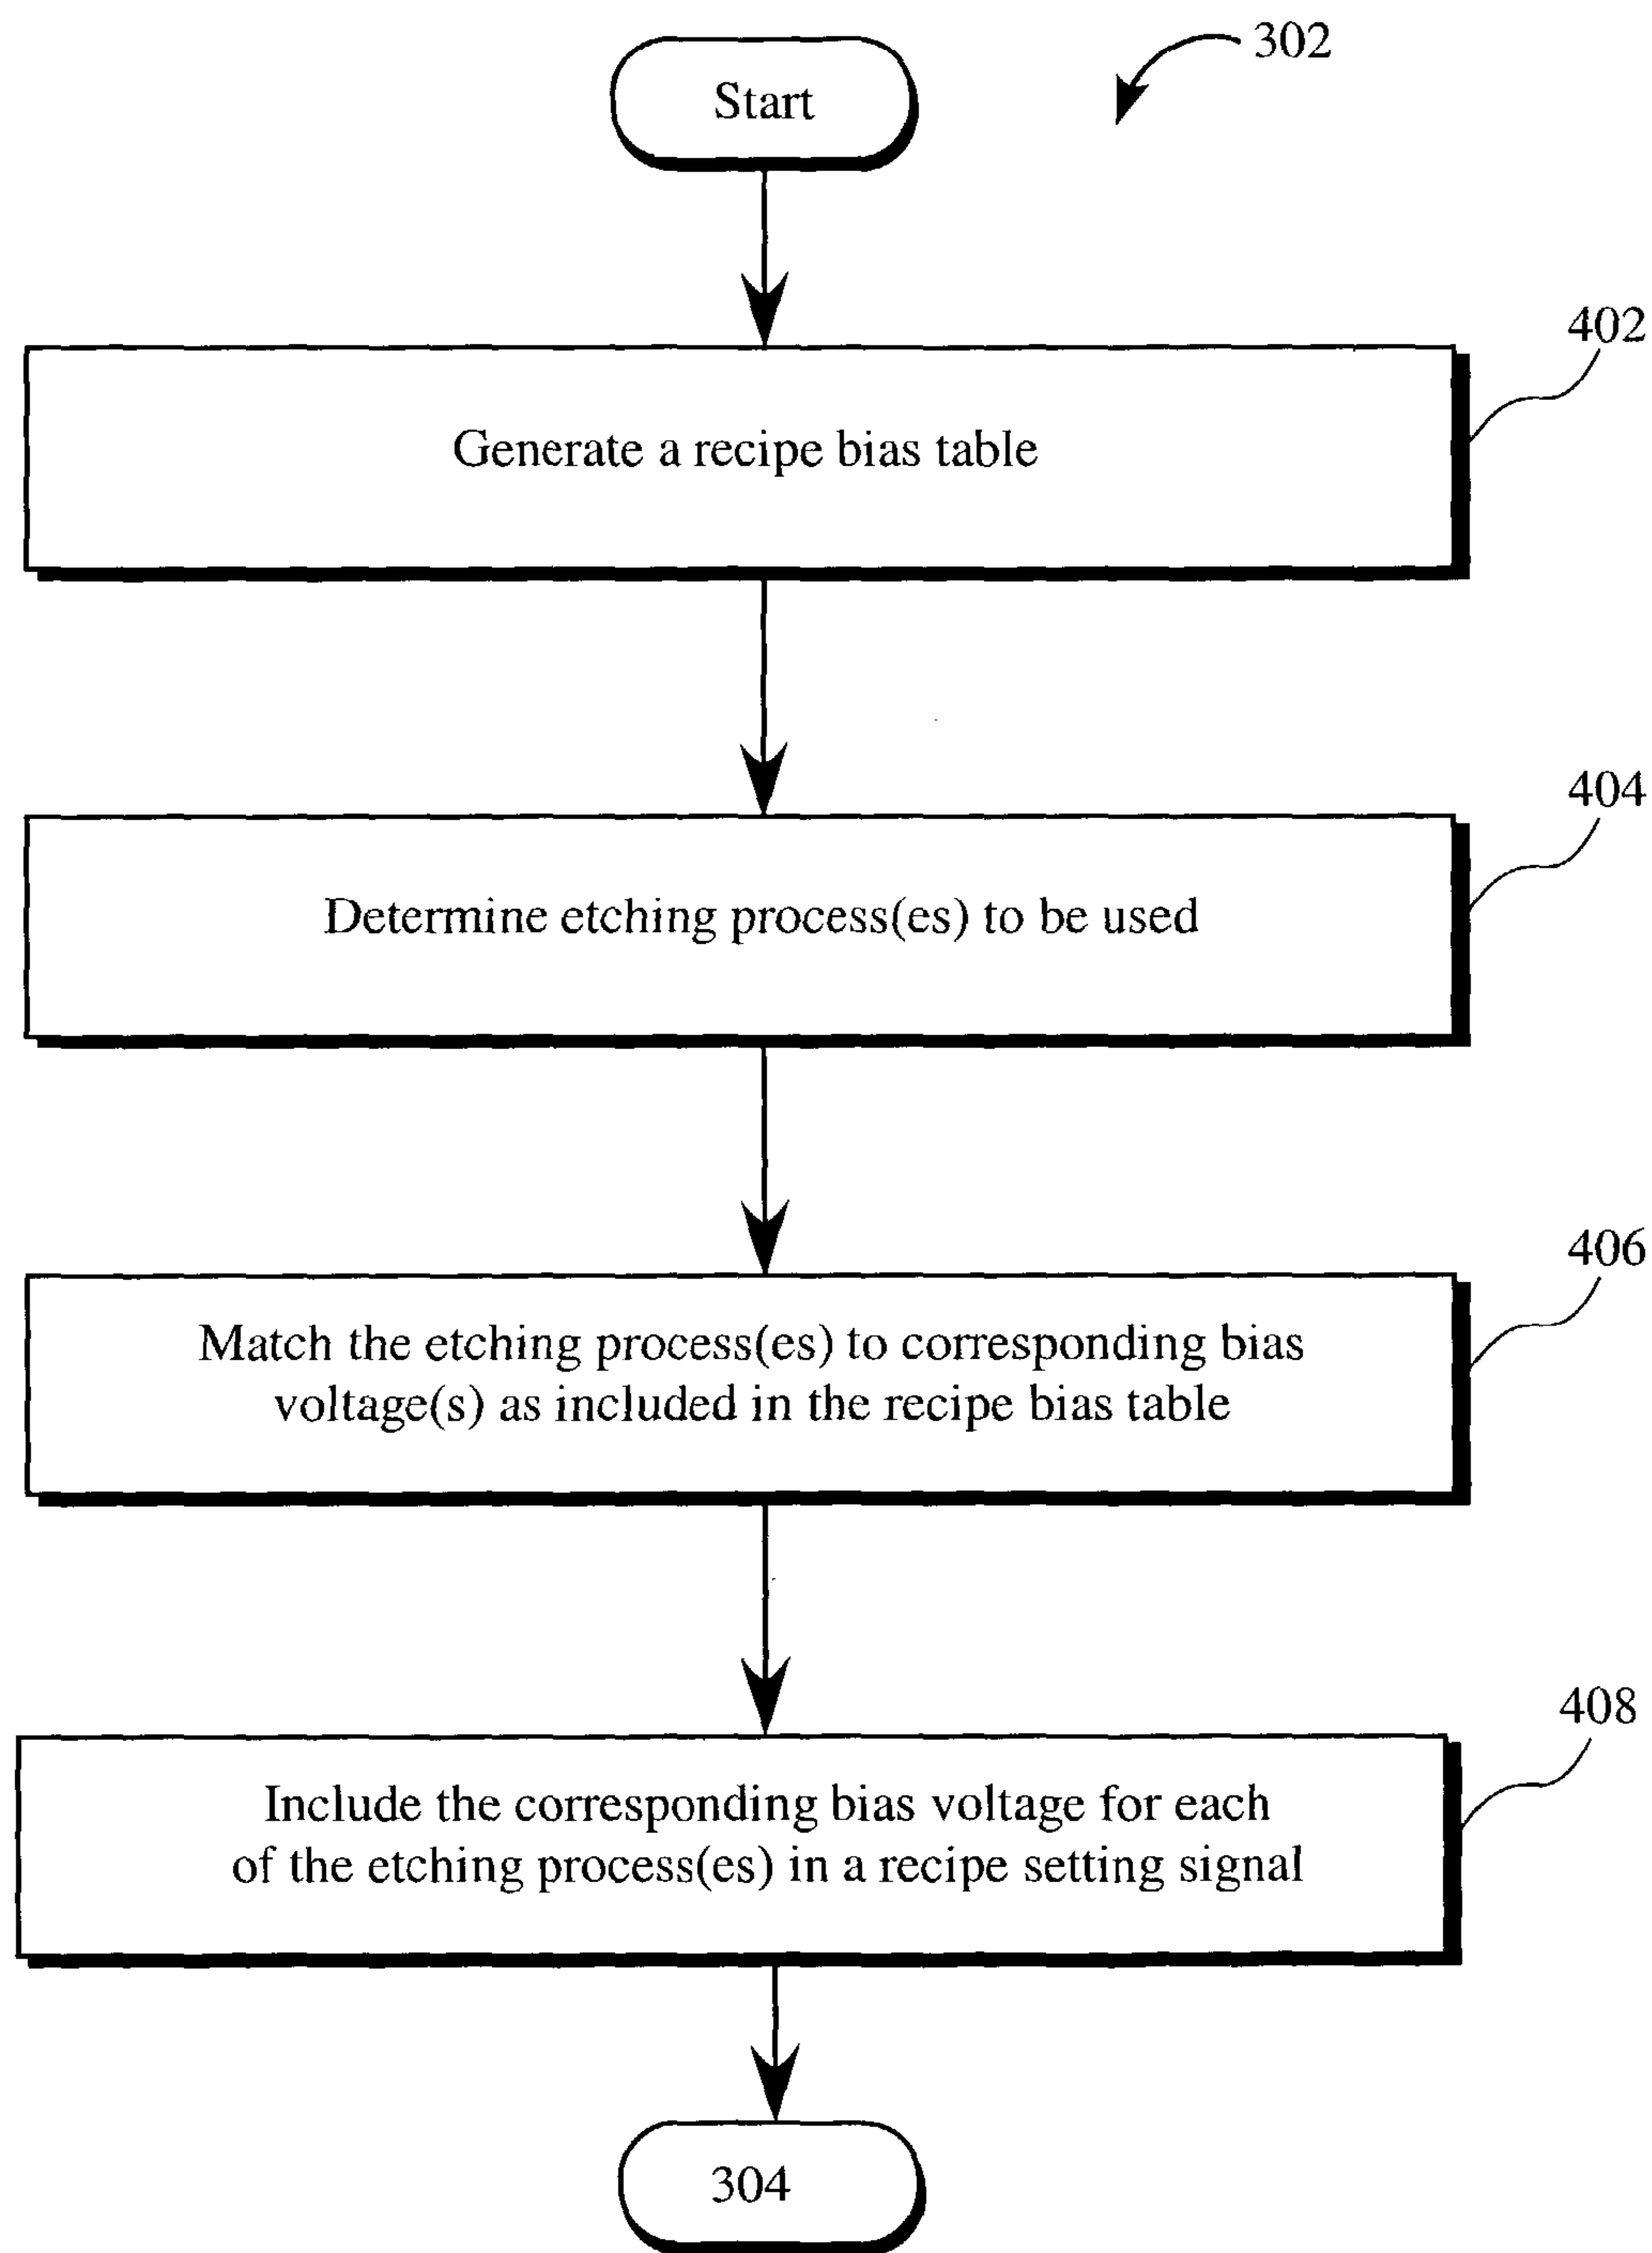 302
Start
402
Generate a recipe bias table
404
Determine etching process(es) to be used
406
Match the etching process(es) to corresponding bias
voltage(s) as included in the recipe bias table
408
Include the corresponding bias voltage for each
of the etching process(es) in a recipe setting signal
304